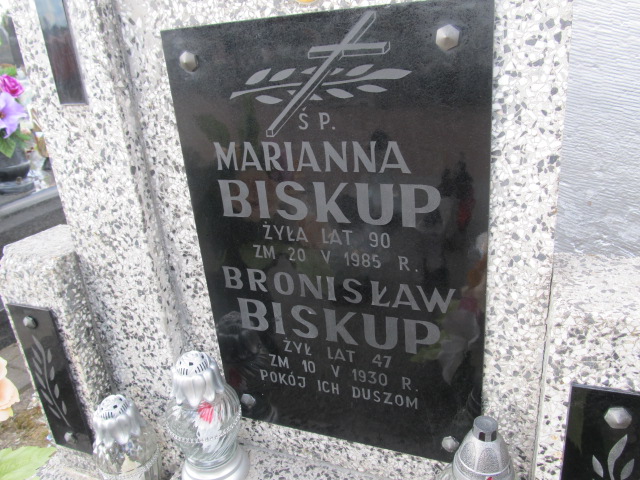 Ś P.
MARIANNA
BISKUP
ŻYŁA LAT 90
ZM 20 V 1985 R.
BRONISŁAW
BISKUP
ŻYŁ LAT 47
ZM 10 V 1930 R.
POKÓJ ICH DUSZOM